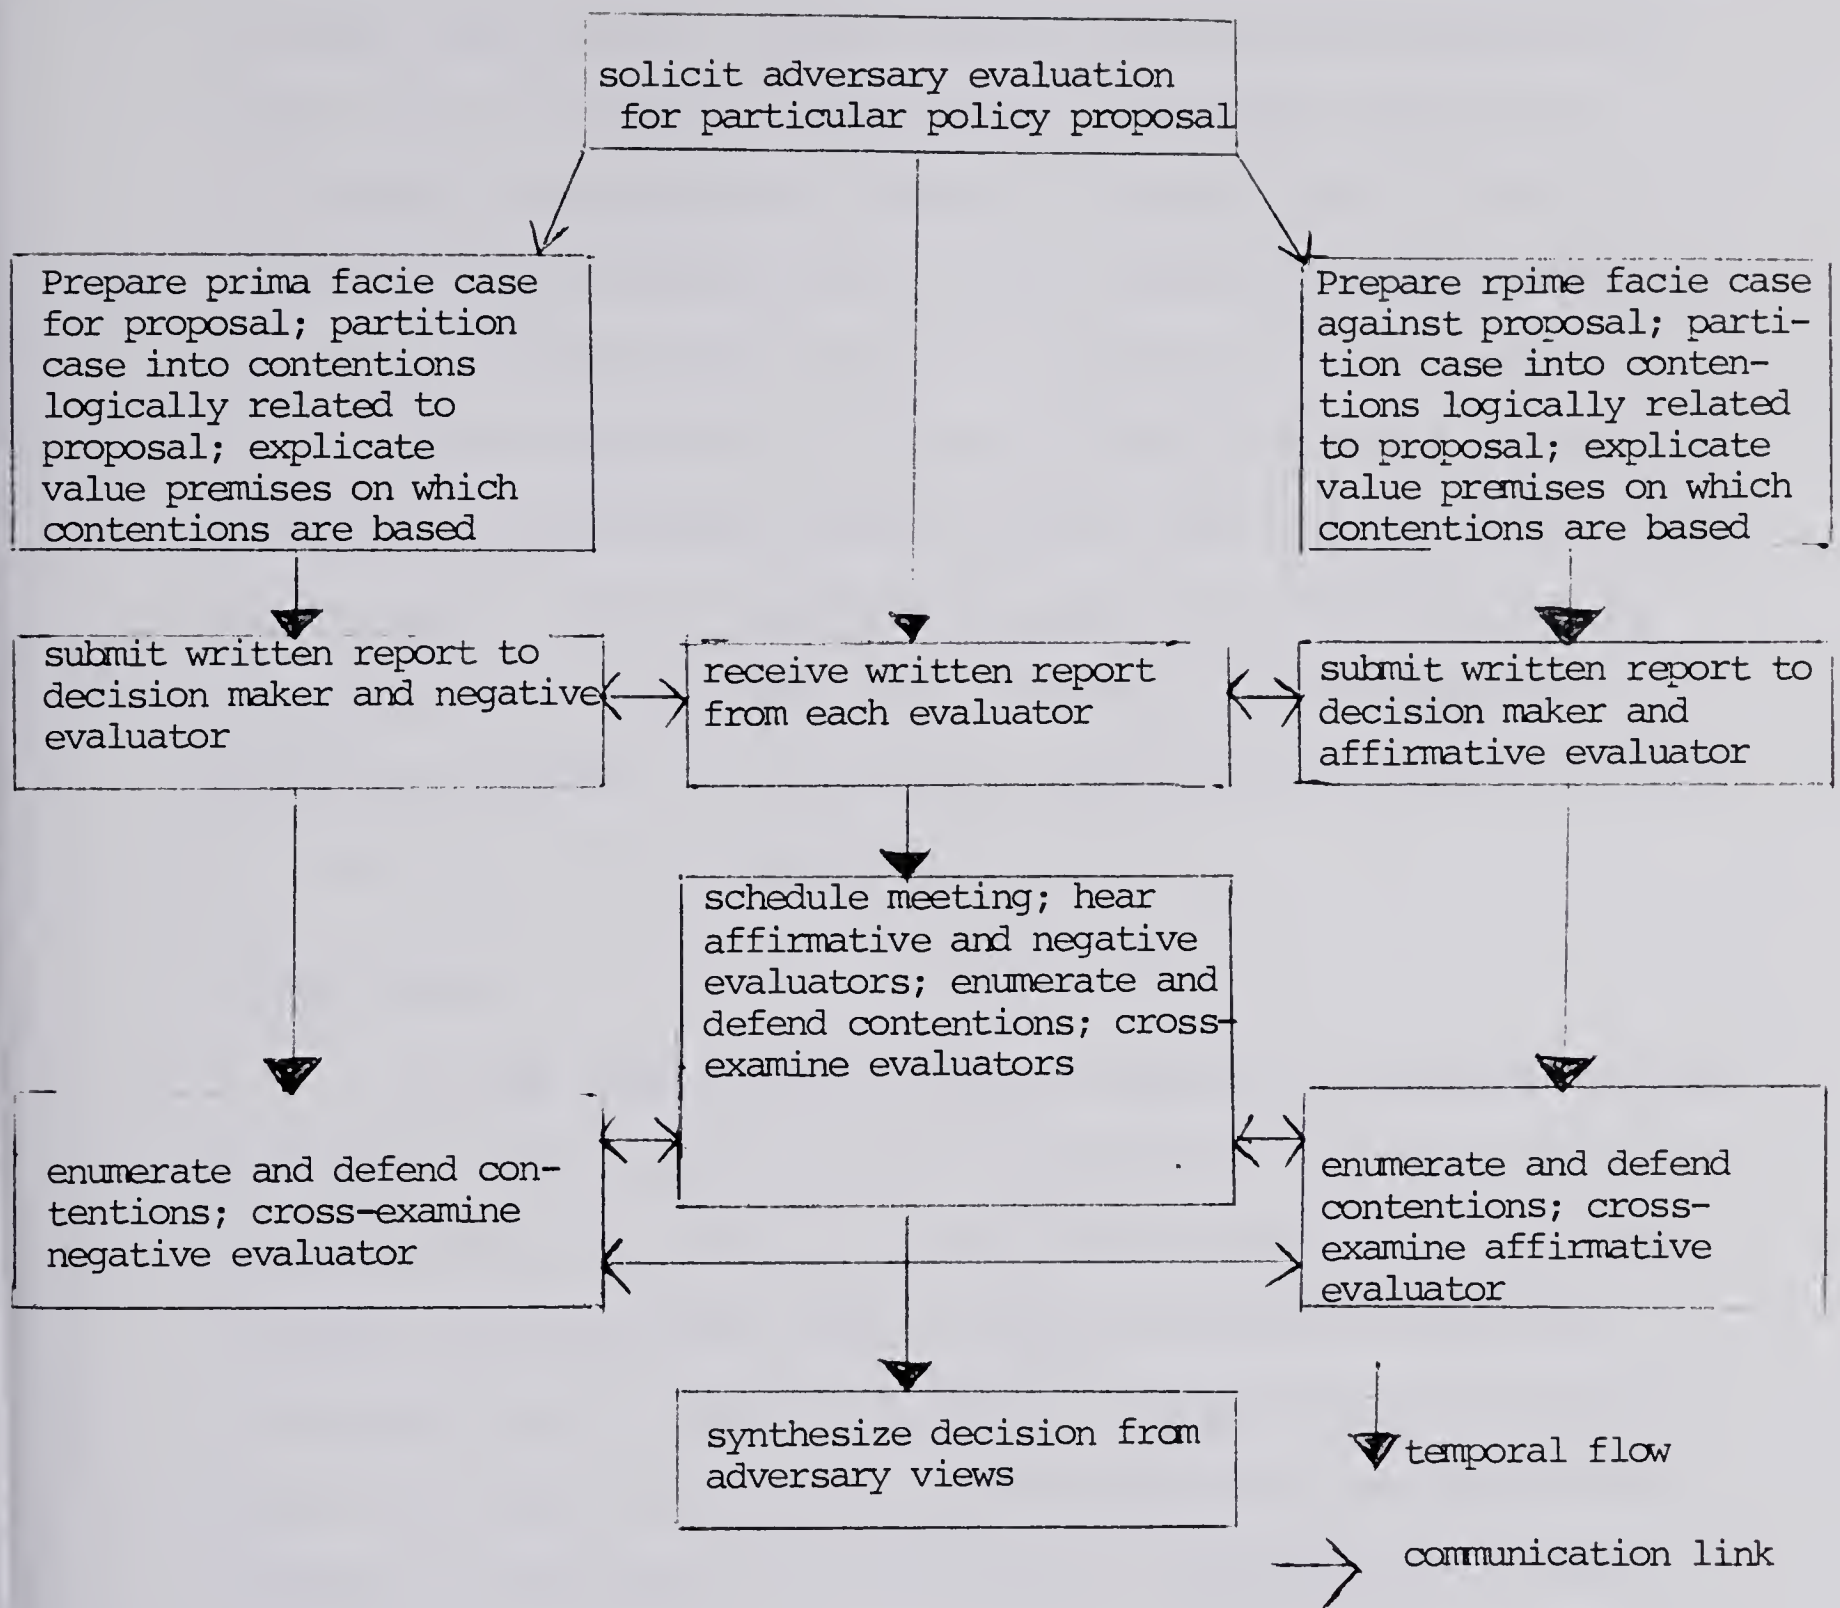 solicit adversary evaluation
for particular policy proposal
Prepare prima facie case
for proposal; partition
case into contentions
logically related to
proposal; explicate
value premises on which
contentions are based
Prepare rpime facie case
against proposal; parti-
tion case into conten-
tions logically related
to proposal; explicate
value premises on which
contentions are based
submit written report to
decision maker and negative
evaluator
receive written report
from each evaluator
submit written report to
decision maker and
affirmative evaluator
schedule meeting; hear
affirmative and negative
evaluators; enumerate and
defend contentions; cross-
examine evaluators
enumerate and defend con-
tentions; cross-examine
negative evaluator
enumerate and defend
contentions; cross-
examine affirmative
evaluator
synthesize decision from
adversary views
temporal flow
communication link